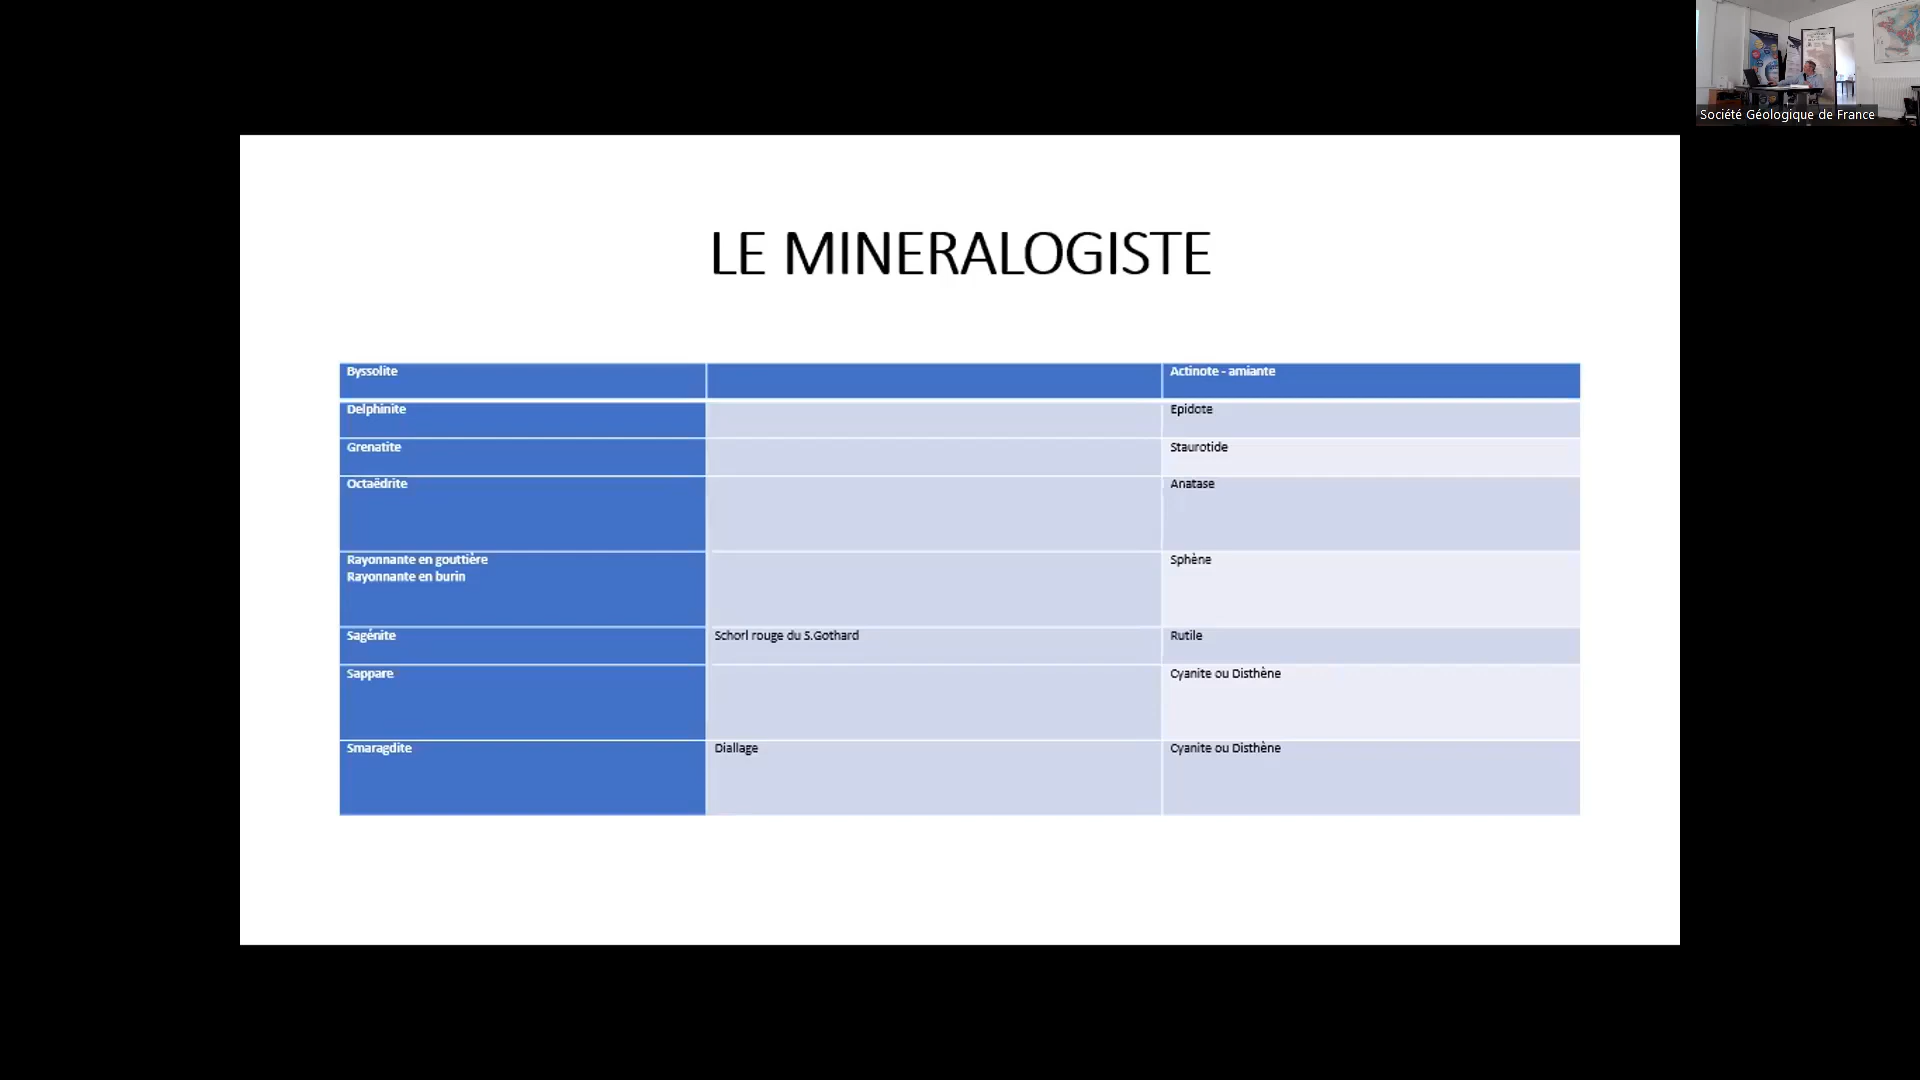 Société Géologique de France
LE MINERALOGISTE
Byssolite Actinote - amiante
Delphinite Epidote
Grenatite Staurotide
Octaëdrite Anatase
Rayonnante en gouttière Sphène
Rayonnante en burin
Sagénite Schorl rouge du S.Gothard Rutile
Sappare Cyanite ou Disthène
Smaragdite Diallage Cyanite ou Disthène